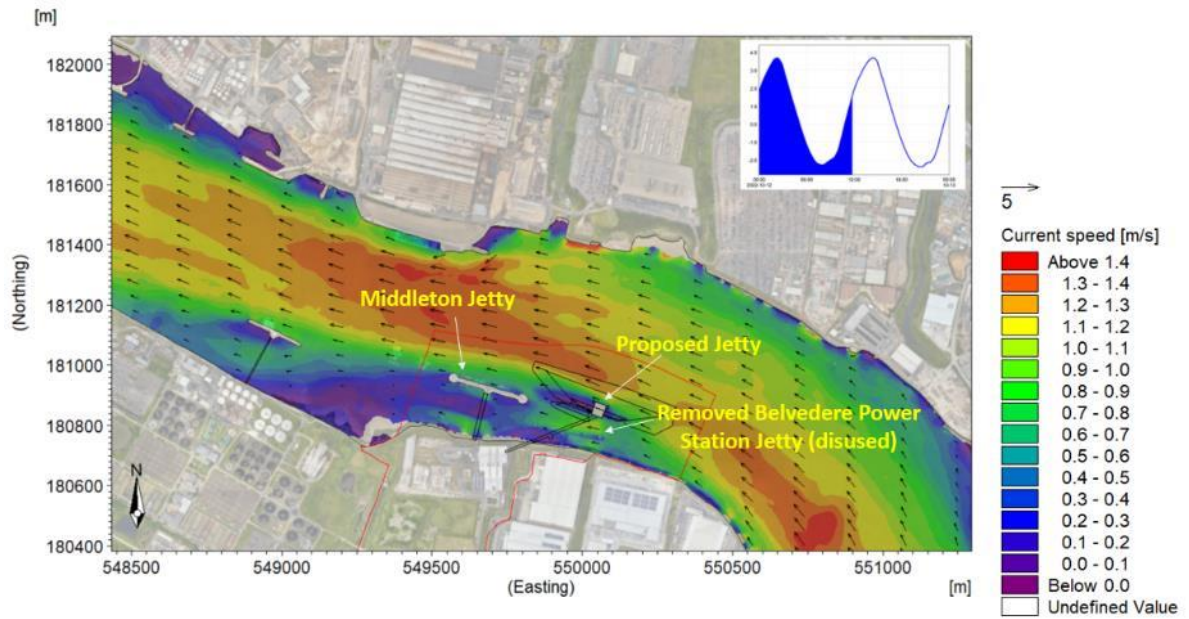 [m]
182000
181800
181600
181400
181200
181000
180800
180600
180400
(Northing)
548500
549000
549500
550000
550500
551000
(Easting)
[m]
Middleton Jetty
Proposed Jetty
Removed Belvedere Power
Station Jetty (disused)
N
5
Current speed [m/s]
Above 1.4
1.3 - 1.4
1.2 - 1.3
1.1 - 1.2
1.0 - 1.1
0.9 - 1.0
0.8 - 0.9
0.7 - 0.8
0.6 - 0.7
0.5 - 0.6
0.4 - 0.5
0.3 - 0.4
0.2 - 0.3
0.1 - 0.2
0.0 - 0.1
Below 0.0
Undefined Value